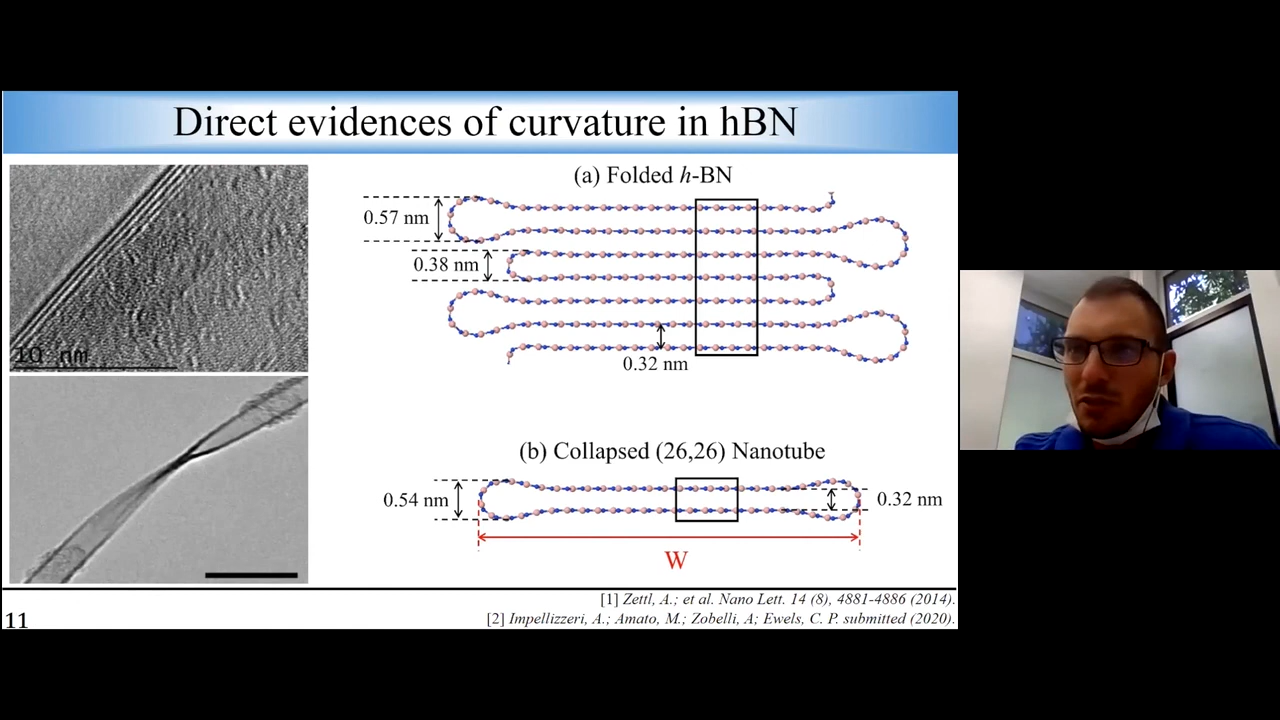 Direct evidences of curvature in hBN
10 nm
(a) Folded h-BN
0.57 nm
0.38 nm
0.32 nm
(b) Collapsed (26,26) Nanotube
0.54 nm
0.32 nm
W
[1] Zettl, A.; et al. Nano Lett. 14 (8), 4881-4886 (2014).
[2] Impellizzeri, A.; Amato, M.; Zobelli, A; Ewels, C. P. submitted (2020).
11